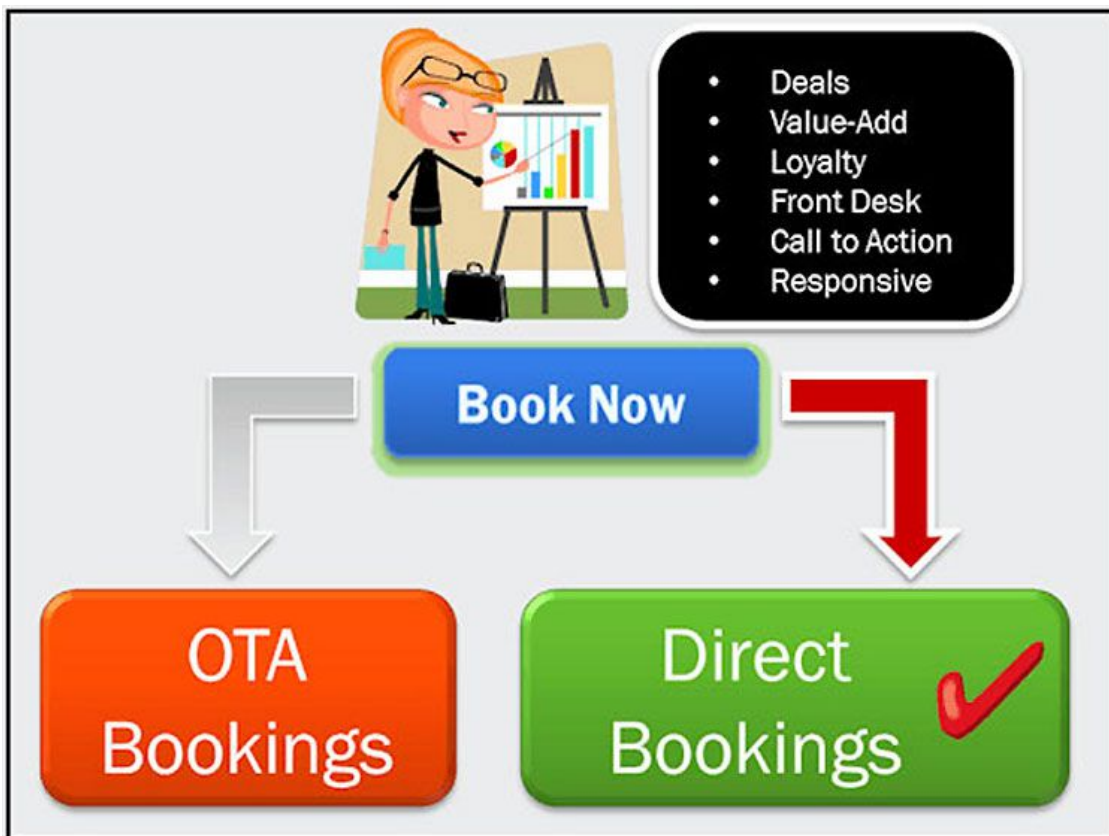 • Deals
• Value-Add
• Loyalty
• Front Desk
• Call to Action
• Responsive
Book Now
OTA
Bookings
Direct
Bookings